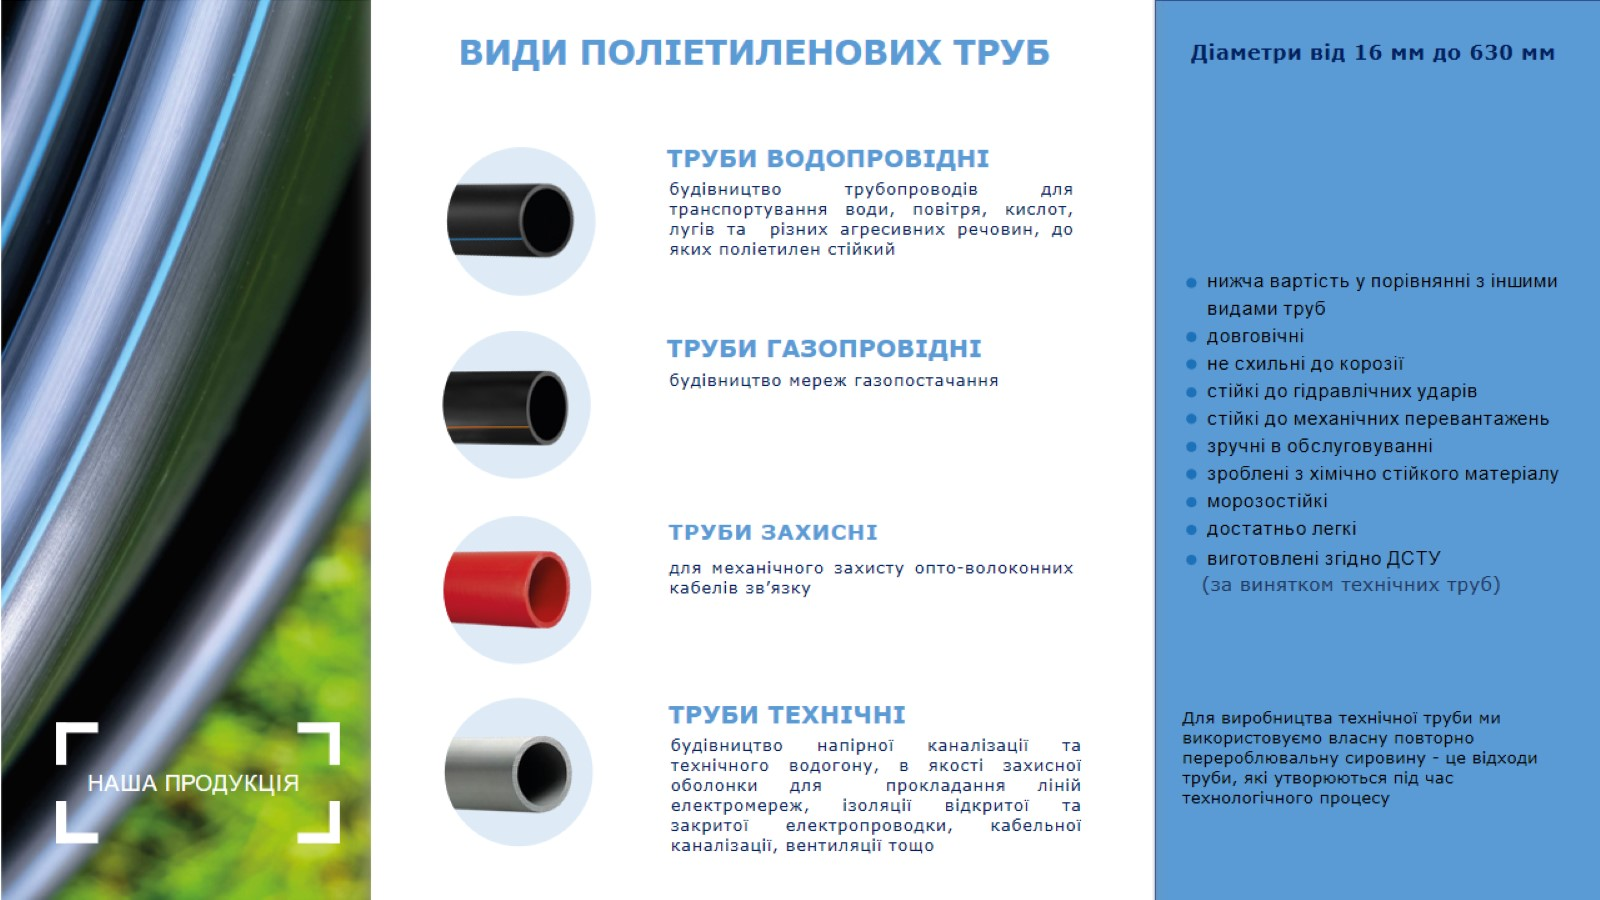 ВИДИ ПОЛІЕТИЛЕНОВИХ ТРУБ
ТРУБИ ВОДОПРОВІДНІ
будівництво трубопроводів для
транспортування води, повітря, кислот,
лугів та різних агресивних речовин, до
яких поліетилен стійкий
ТРУБИ ГАЗОПРОВІДНІ
будівництво мереж газопостачання
ТРУБИ ЗАХИСНІ
для механічного захисту опто-волоконних
кабелів зв’язку
ТРУБИ ТЕХНІЧНІ
будівництво напірної каналізації та
технічного водогону, в якості захисної
оболонки для прокладання ліній
електромереж, ізоляції відкритої та
закритої електропроводки, кабельної
каналізації, вентиляції тощо
НАША ПРОДУКЦІЯ
Діаметри від 16 мм до 630 мм
нижча вартість у порівнянні з іншими
видами труб
довговічні
не схильні до корозії
стійкі до гідравлічних ударів
стійкі до механічних перевантажень
зручні в обслуговуванні
зроблені з хімічно стійкого матеріалу
морозостійкі
достатньо легкі
виготовлені згідно ДСТУ
(за винятком технічних труб)
Для виробництва технічної труби ми
використовуємо власну повторно
перероблювальну сировину - це відходи
труби, які утворюються під час
технологічного процесу